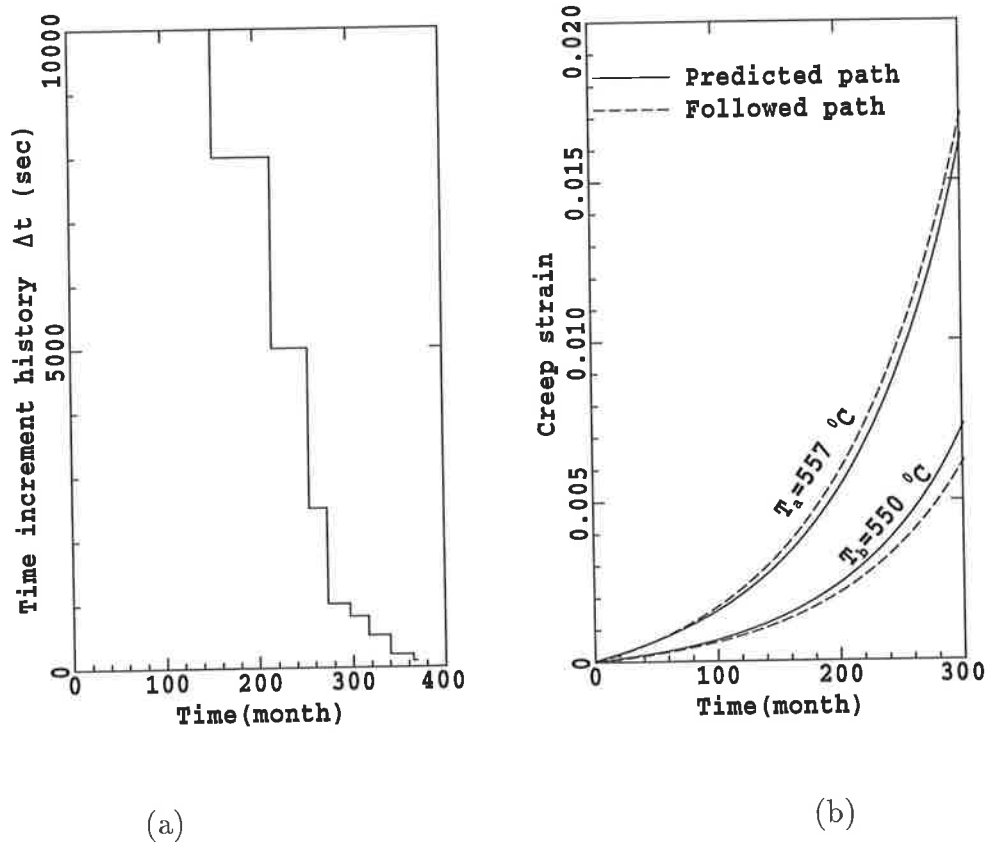 Time increment history Δt (sec)
10000
5000
0
0 100 200 300 400
Time(month)
(a)
Creep strain
0.020
0.015
0.010
0.005
0
Predicted path
Followed path
Tₐ=557 ⁰C
T_b=550 ⁰C
0 100 200 300
Time(month)
(b)